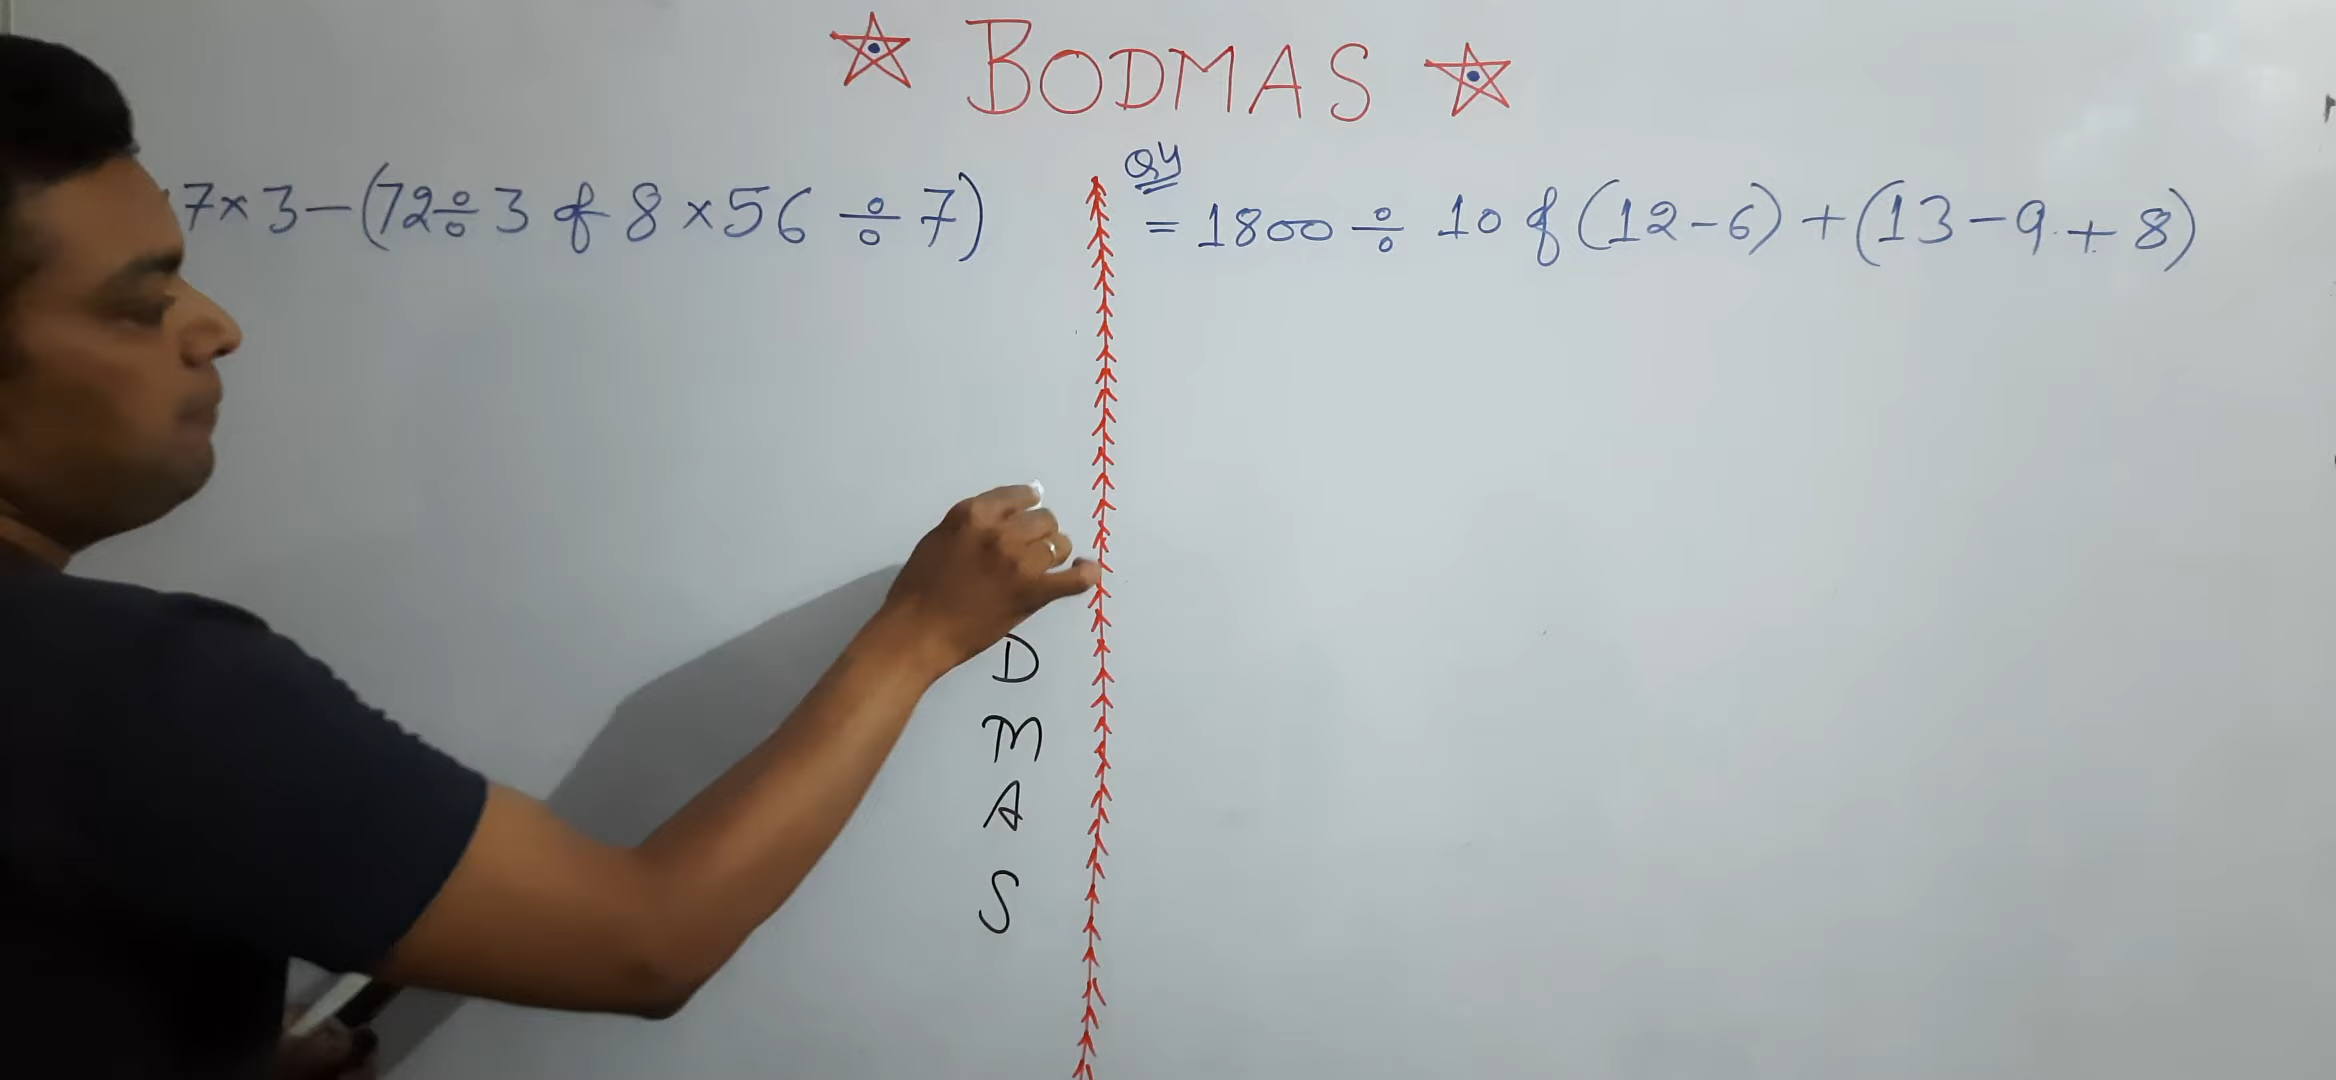 BODMAS
7×3-(72÷3 of 8×56÷7)
Q4
= 1800÷10 of (12-6)+(13-9+8)
D
M
A
S